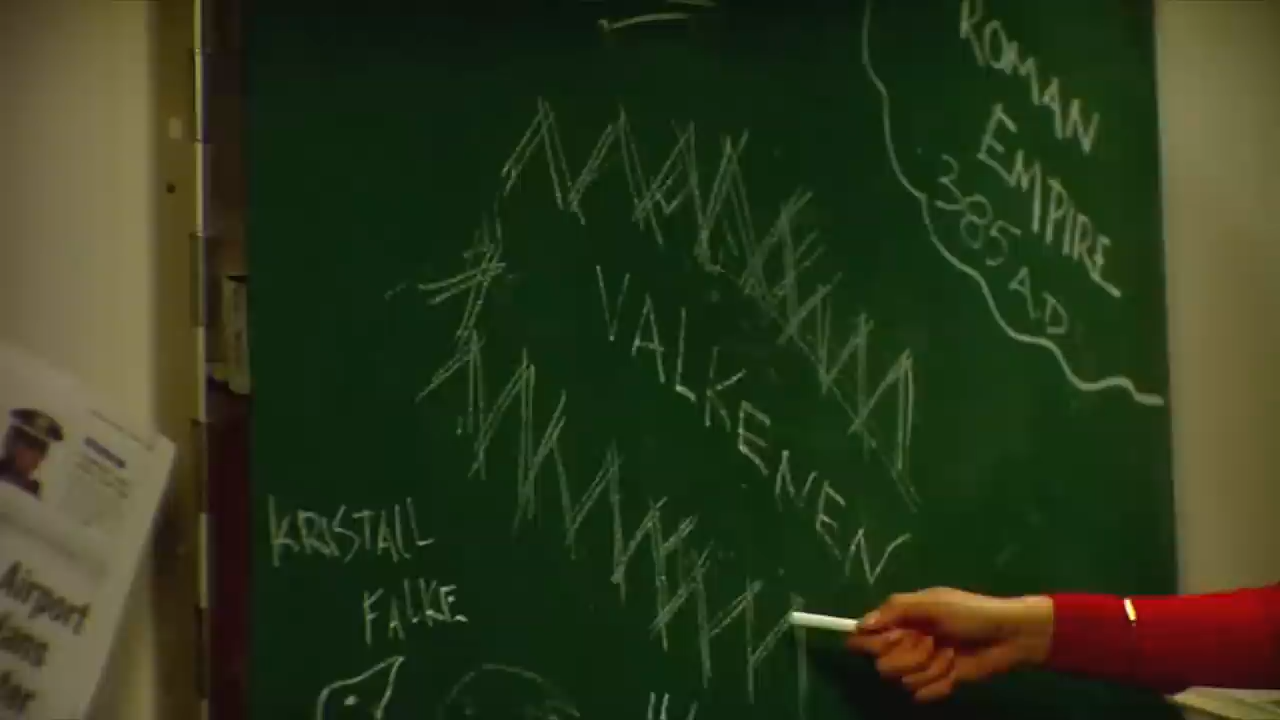 ROMAN
EMPIRE
385
A.D.
VALKENEN
KRISTALL
FALKE
Airport